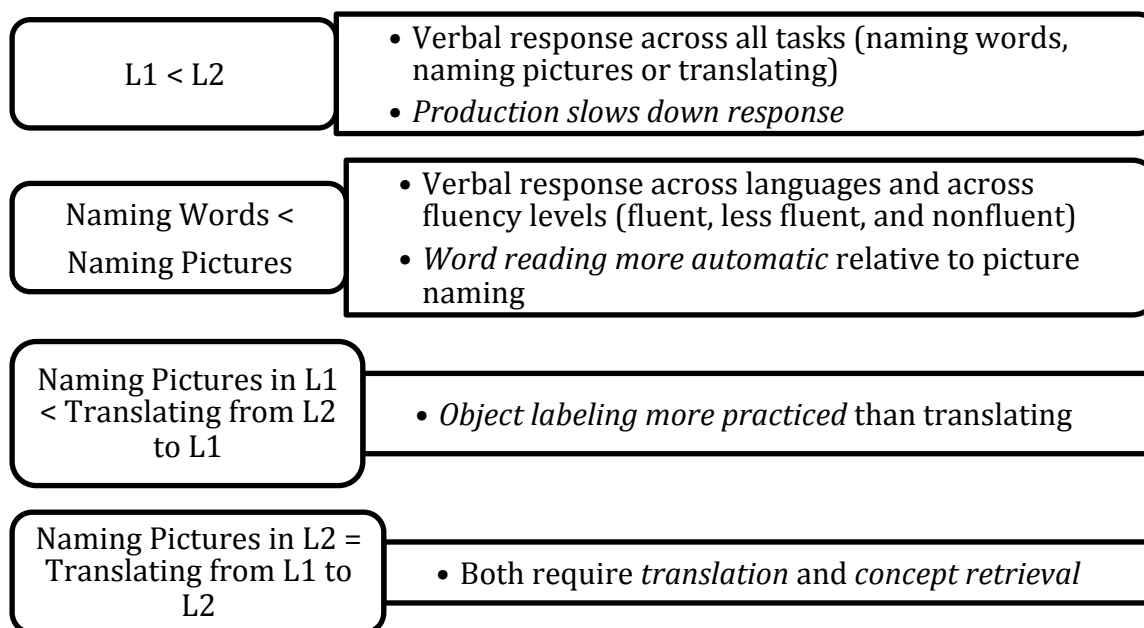 L1 < L2
• Verbal response across all tasks (naming words,
naming pictures or translating)
• Production slows down response
Naming Words <
Naming Pictures
• Verbal response across languages and across
fluency levels (fluent, less fluent, and nonfluent)
• Word reading more automatic relative to picture
naming
Naming Pictures in L1
< Translating from L2
to L1
• Object labeling more practiced than translating
Naming Pictures in L2 =
Translating from L1 to
L2
• Both require translation and concept retrieval